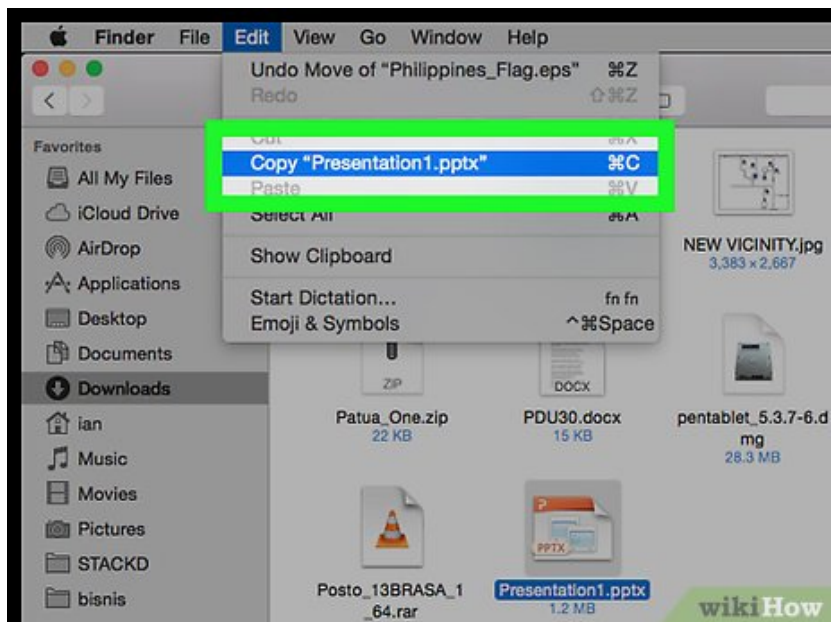 Finder File Edit View Go Window Help
Undo Move of “Philippines_Flag.eps” ⌘Z
Redo ⇧⌘Z
Cut ⌘X
Copy “Presentation1.pptx” ⌘C
Paste ⌘V
Select All ⌘A
Show Clipboard
Start Dictation... fn fn
Emoji & Symbols ^⌘Space
Favorites
All My Files
iCloud Drive
AirDrop
Applications
Desktop
Documents
Downloads
ian
Music
Movies
Pictures
STACKD
bisnis
NEW VICINITY.jpg
3,383 × 2,667
ZIP
Patua_One.zip
22 KB
DOCX
PDU30.docx
15 KB
pentablet_5.3.7-6.d
mg
28.3 MB
Posto_13BRASA_1
_64.rar
P
PPTX
Presentation1.pptx
1.2 MB
wikiHow